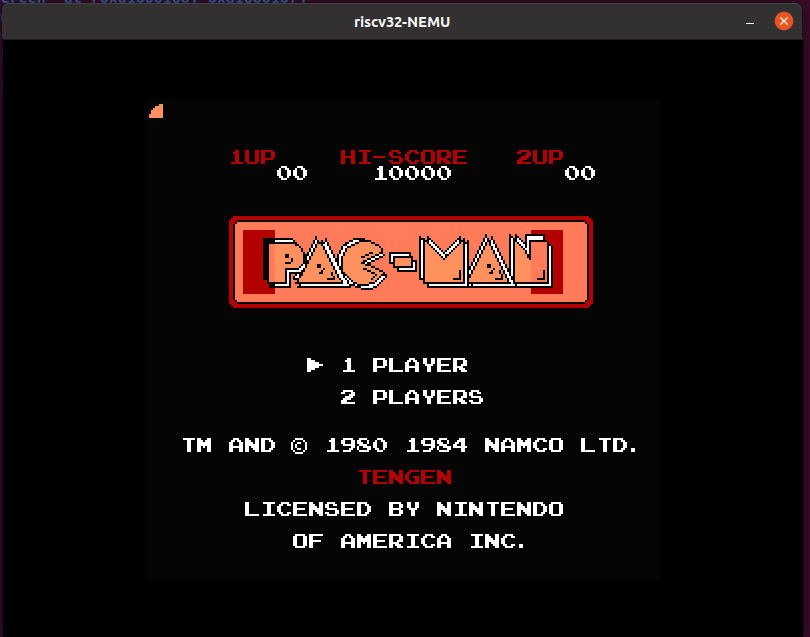 riscv32-NEMU
1UP HI-SCORE 2UP
00 10000 00
PAC-MAN
1 PLAYER
2 PLAYERS
TM AND © 1980 1984 NAMCO LTD.
TENGEN
LICENSED BY NINTENDO
OF AMERICA INC.